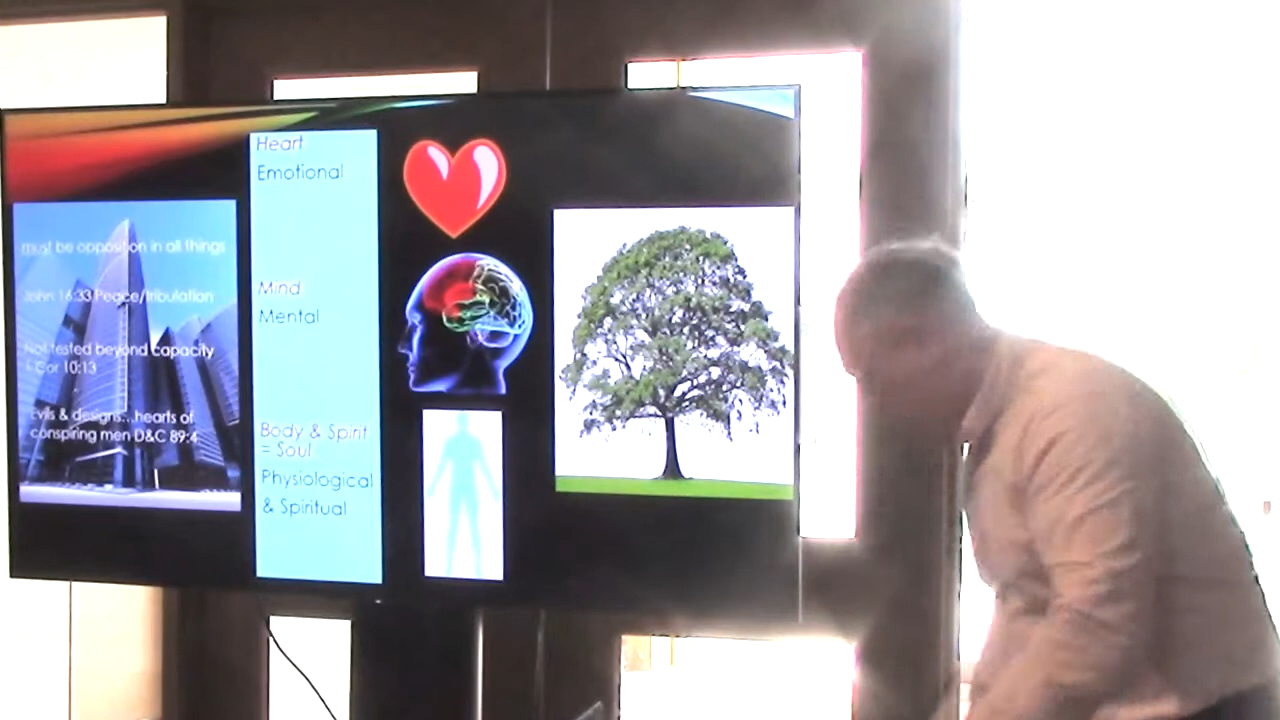 must be opposition in all things
John 16:33 Peace/tribulation
Not tested beyond capacity
1 Cor 10:13
Evils & designs...hearts of
conspiring men D&C 89:4
Heart
Emotional
Mind
Mental
Body & Spirit
= Soul
Physiological
& Spiritual